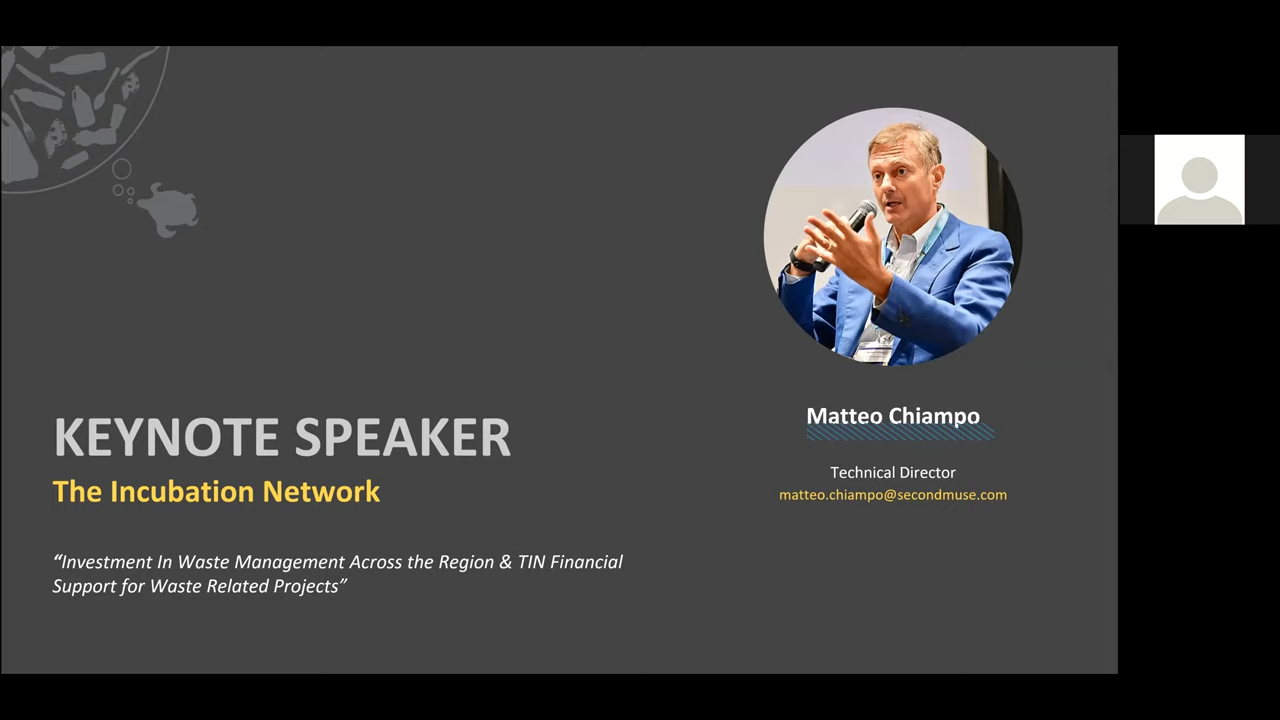 KEYNOTE SPEAKER
The Incubation Network
“Investment In Waste Management Across the Region & TIN Financial
Support for Waste Related Projects”
Matteo Chiampo
Technical Director
matteo.chiampo@secondmuse.com